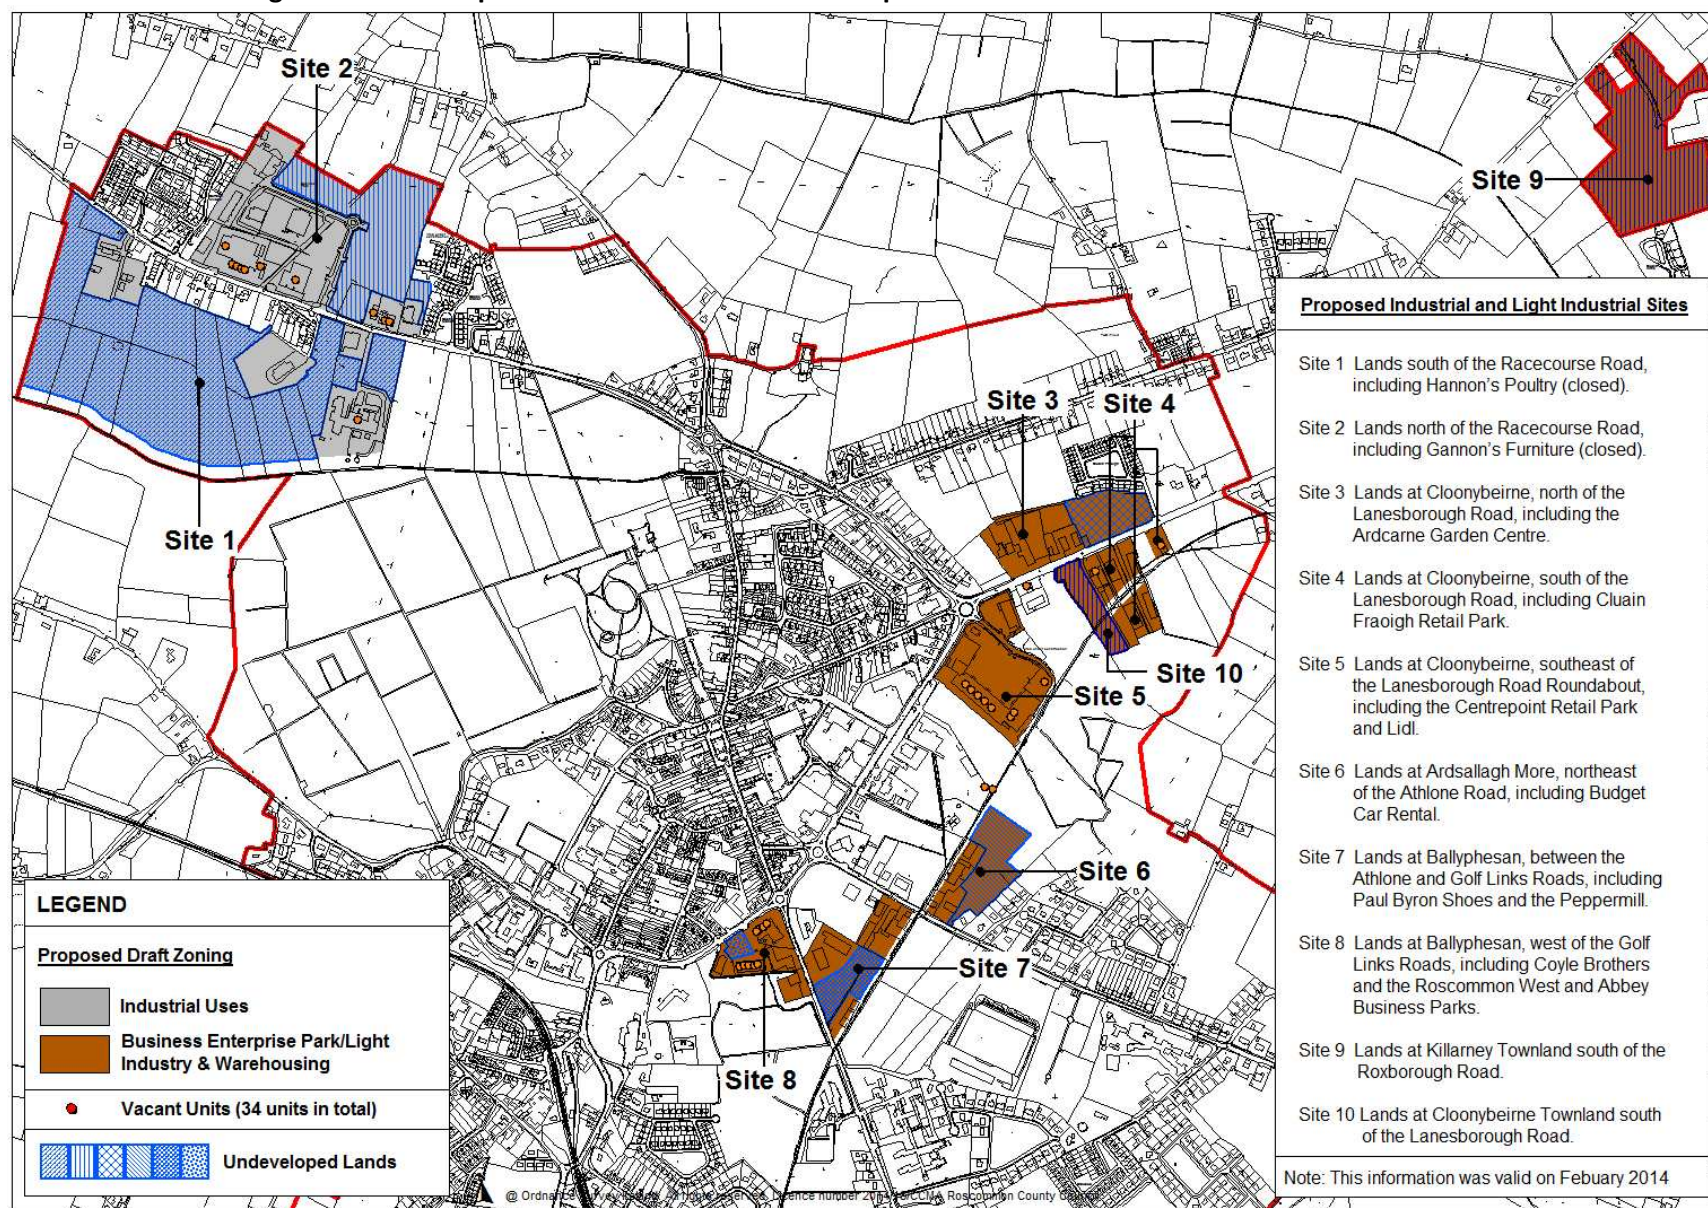 Site 2
Site 9
Site 3
Site 4
Site 1
Site 10
Site 5
Site 6
Site 7
Site 8
LEGEND
Proposed Draft Zoning
Industrial Uses
Business Enterprise Park/Light
Industry & Warehousing
Vacant Units (34 units in total)
Undeveloped Lands
Proposed Industrial and Light Industrial Sites
Site 1 Lands south of the Racecourse Road,
including Hannon's Poultry (closed).
Site 2 Lands north of the Racecourse Road,
including Gannon's Furniture (closed).
Site 3 Lands at Cloonybeirne, north of the
Lanesborough Road, including the
Ardcarne Garden Centre.
Site 4 Lands at Cloonybeirne, south of the
Lanesborough Road, including Cluain
Fraoigh Retail Park.
Site 5 Lands at Cloonybeirne, southeast of
the Lanesborough Road Roundabout,
including the Centrepoint Retail Park
and Lidl.
Site 6 Lands at Ardsallagh More, northeast
of the Athlone Road, including Budget
Car Rental.
Site 7 Lands at Ballyphesan, between the
Athlone and Golf Links Roads, including
Paul Byron Shoes and the Peppermill.
Site 8 Lands at Ballyphesan, west of the Golf
Links Roads, including Coyle Brothers
and the Roscommon West and Abbey
Business Parks.
Site 9 Lands at Killarney Townland south of the
Roxborough Road.
Site 10 Lands at Cloonybeirne Townland south
of the Lanesborough Road.
Note: This information was valid on Febuary 2014
@ Ordnance Survey Ireland. All rights reserved. Licence number Roscommon County